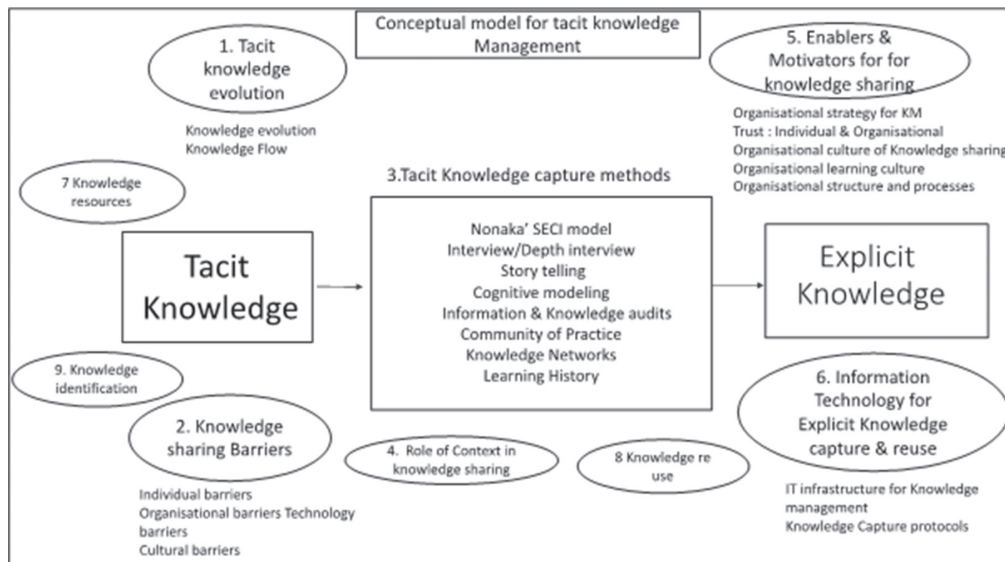 Conceptual model for tacit knowledge
Management
1. Tacit
knowledge
evolution
Knowledge evolution
Knowledge Flow
5. Enablers &
Motivators for for
knowledge sharing
Organisational strategy for KM
Trust : Individual & Organisational
Organisational culture of Knowledge sharing
Organisational learning culture
Organisational structure and processes
7 Knowledge
resources
3.Tacit Knowledge capture methods
Tacit
Knowledge
Nonaka’ SECI model
Interview/Depth interview
Story telling
Cognitive modeling
Information & Knowledge audits
Community of Practice
Knowledge Networks
Learning History
Explicit
Knowledge
9. Knowledge
identification
2. Knowledge
sharing Barriers
Individual barriers
Organisational barriers Technology
barriers
Cultural barriers
4. Role of Context in
knowledge sharing
8 Knowledge re
use
6. Information
Technology for
Explicit Knowledge
capture & reuse
IT infrastructure for Knowledge
management
Knowledge Capture protocols